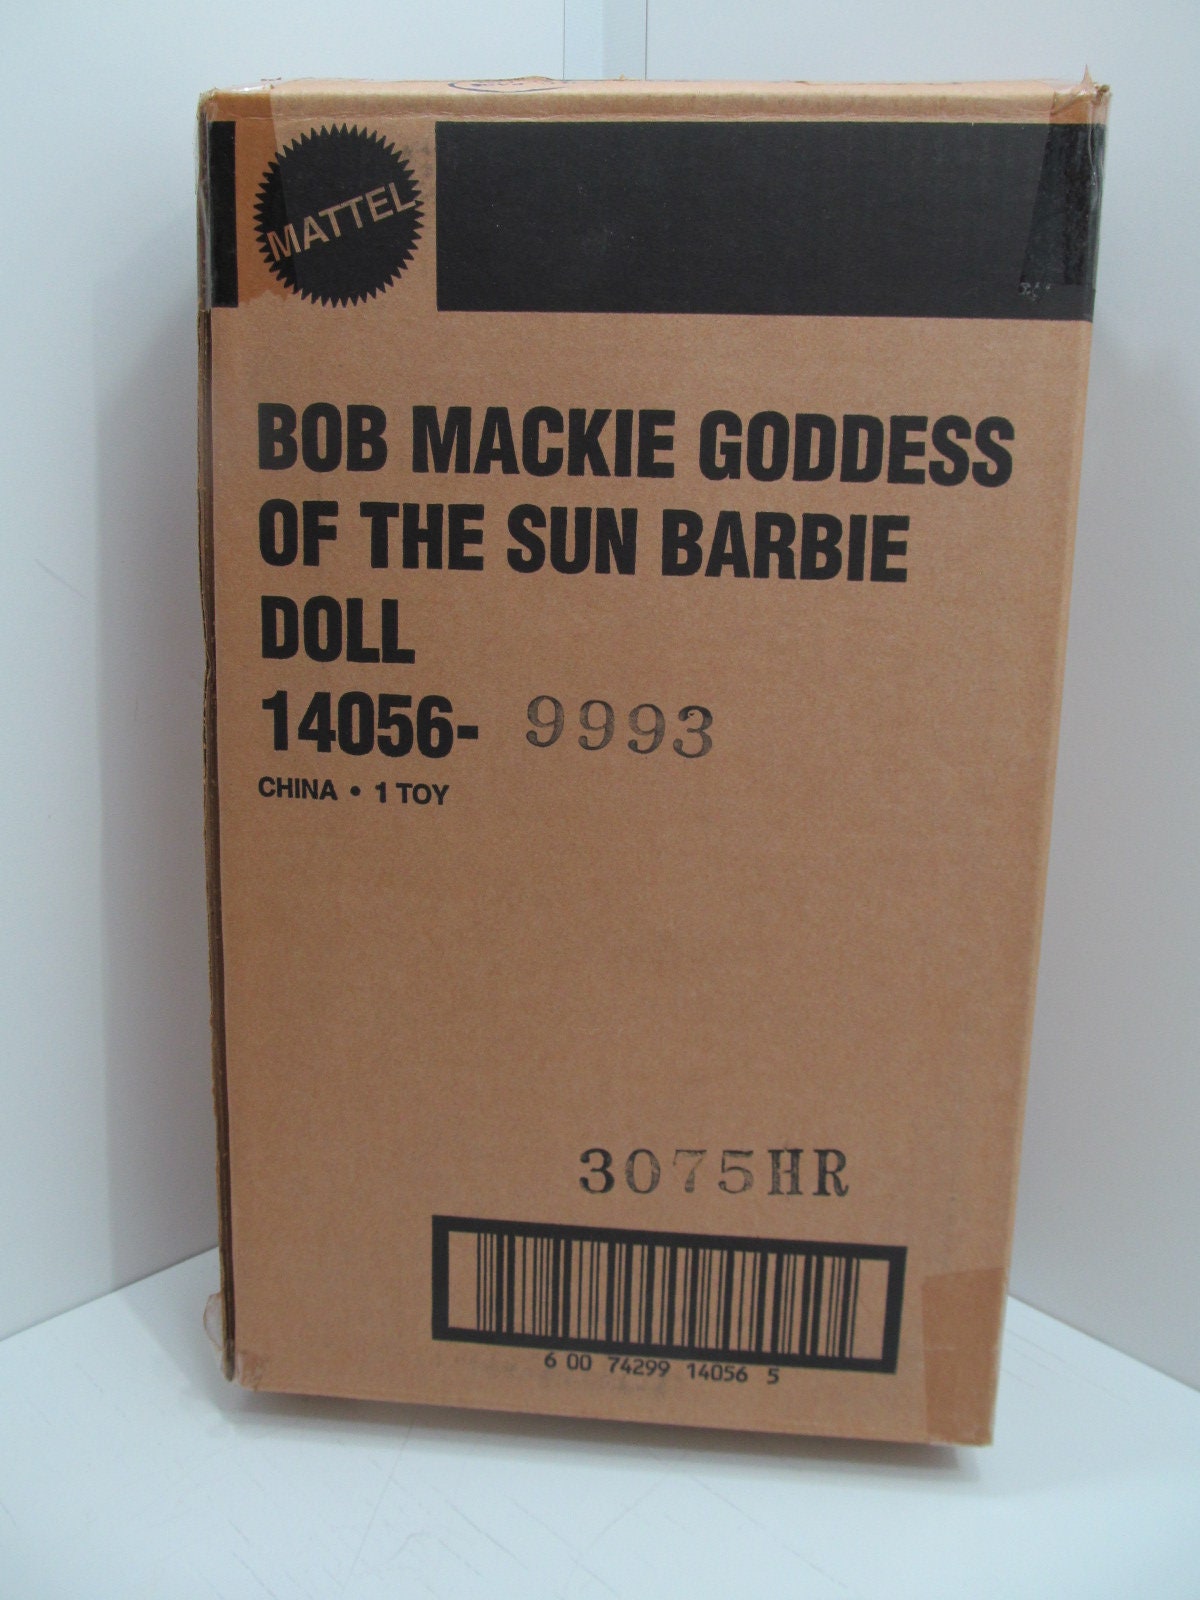 MATTEL
BOB MACKIE GODDESS
OF THE SUN BARBIE
DOLL
14056- 9993
CHINA • 1 TOY
3075HR
6 00 74299 14056 5